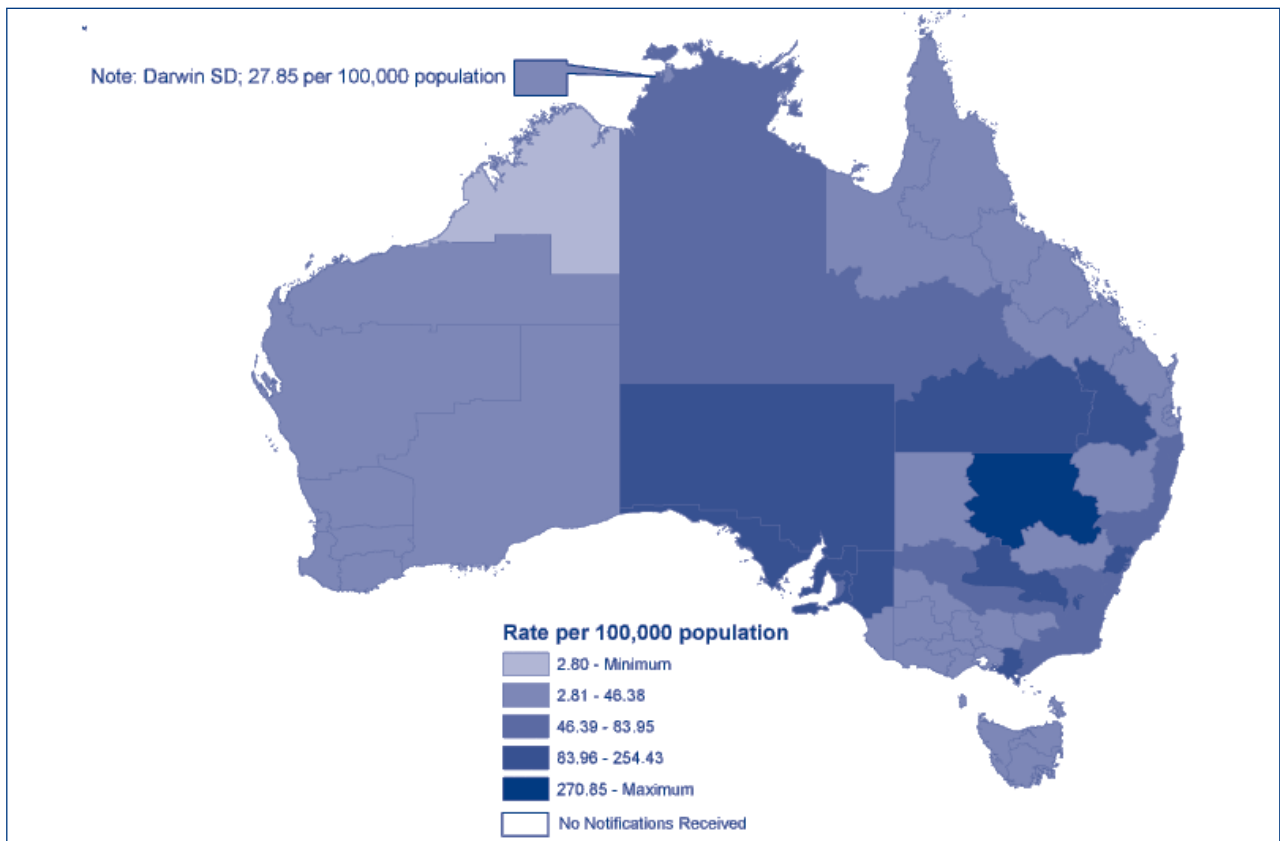 Note: Darwin SD; 27.85 per 100,000 population
Rate per 100,000 population
2.80 - Minimum
2.81 - 46.38
46.39 - 83.95
83.96 - 254.43
270.85 - Maximum
No Notifications Received